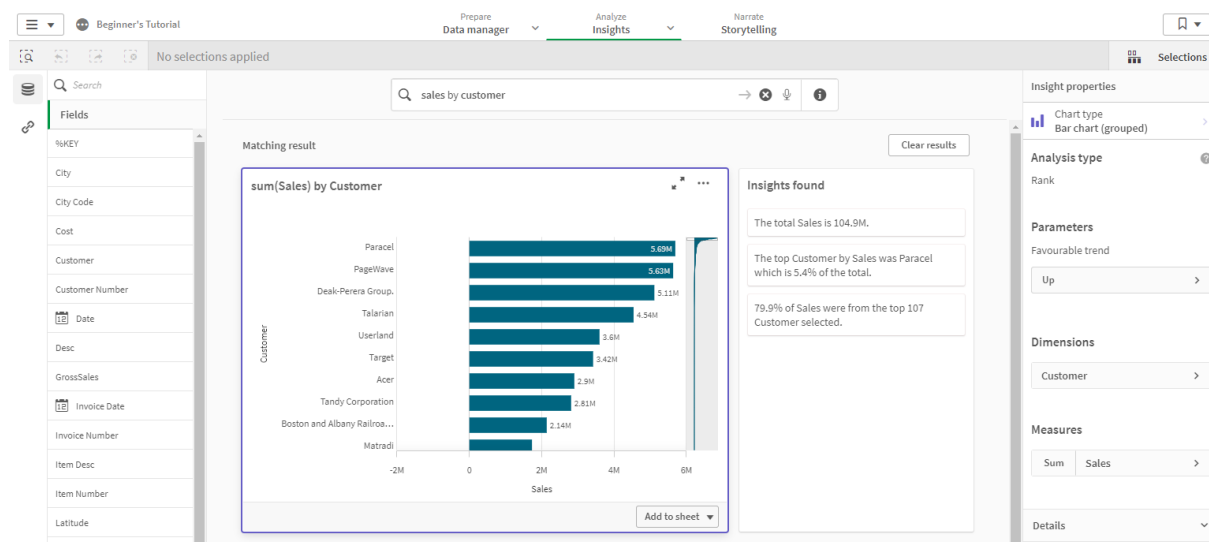 Beginner's Tutorial
Prepare
Data manager
Analyze
Insights
Narrate
Storytelling
No selections applied
Selections
Search
Fields
%KEY
City
City Code
Cost
Customer
Customer Number
Date
Desc
GrossSales
Invoice Date
Invoice Number
Item Desc
Item Number
Latitude
sales by customer
Matching result
Clear results
sum(Sales) by Customer
Customer
Paracel
5.69M
PageWave
5.63M
Deak-Perera Group.
5.11M
Talarian
4.54M
Userland
3.6M
Target
3.42M
Acer
2.9M
Tandy Corporation
2.81M
Boston and Albany Railroa...
2.14M
Matradi
-2M 0 2M 4M 6M
Sales
Add to sheet
Insights found
The total Sales is 104.9M.
The top Customer by Sales was Paracel
which is 5.4% of the total.
79.9% of Sales were from the top 107
Customer selected.
Insight properties
Chart type
Bar chart (grouped)
Analysis type
Rank
Parameters
Favourable trend
Up
Dimensions
Customer
Measures
Sum Sales
Details